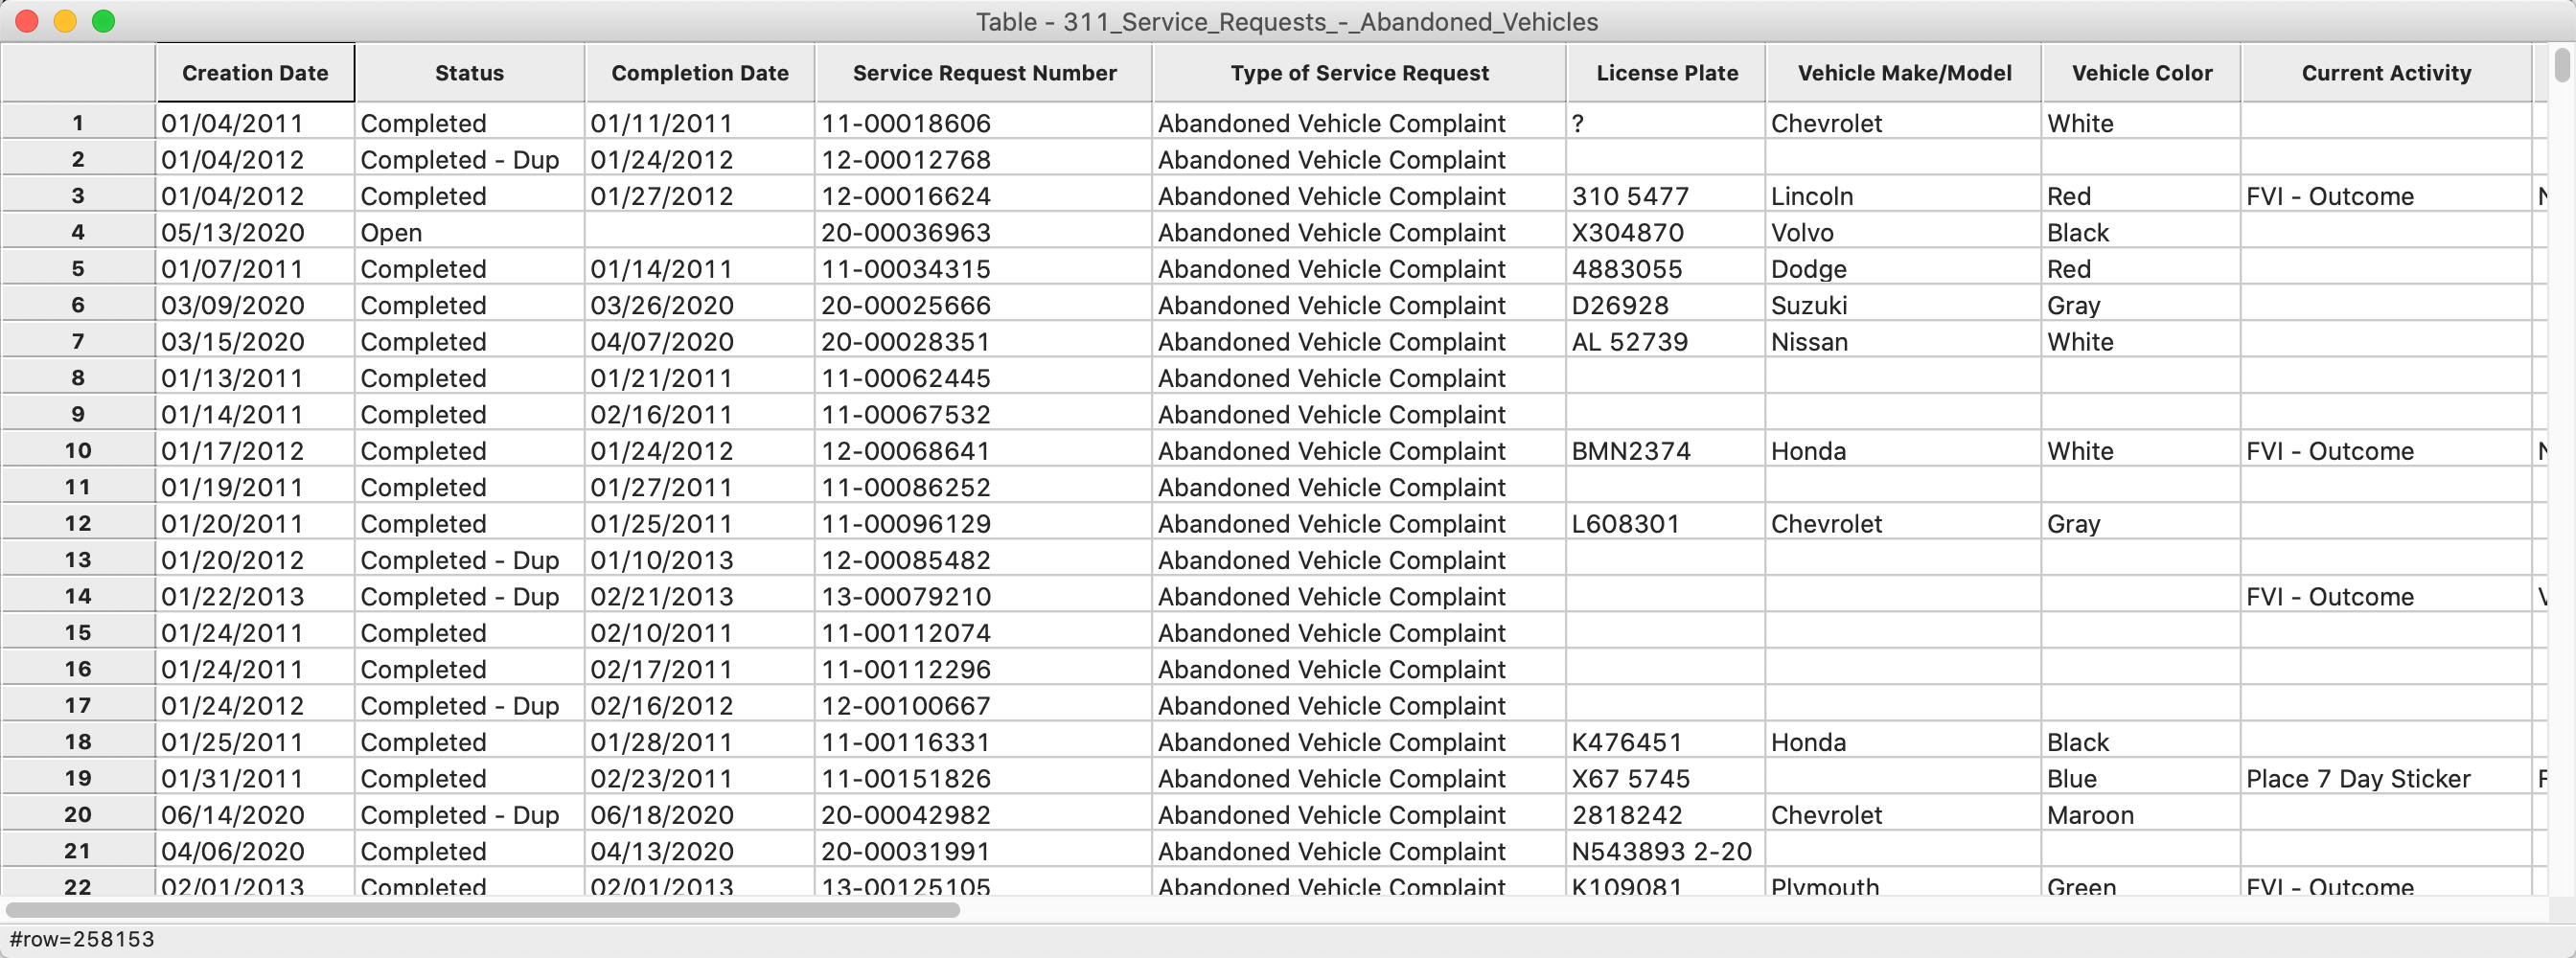 Table - 311_Service_Requests_-_Abandoned_Vehicles
Creation Date Status Completion Date Service Request Number Type of Service Request License Plate Vehicle Make/Model Vehicle Color Current Activity
1 01/04/2011 Completed 01/11/2011 11-00018606 Abandoned Vehicle Complaint ? Chevrolet White
2 01/04/2012 Completed - Dup 01/24/2012 12-00012768 Abandoned Vehicle Complaint
3 01/04/2012 Completed 01/27/2012 12-00016624 Abandoned Vehicle Complaint 310 5477 Lincoln Red FVI - Outcome
4 05/13/2020 Open 20-00036963 Abandoned Vehicle Complaint X304870 Volvo Black
5 01/07/2011 Completed 01/14/2011 11-00034315 Abandoned Vehicle Complaint 4883055 Dodge Red
6 03/09/2020 Completed 03/26/2020 20-00025666 Abandoned Vehicle Complaint D26928 Suzuki Gray
7 03/15/2020 Completed 04/07/2020 20-00028351 Abandoned Vehicle Complaint AL 52739 Nissan White
8 01/13/2011 Completed 01/21/2011 11-00062445 Abandoned Vehicle Complaint
9 01/14/2011 Completed 02/16/2011 11-00067532 Abandoned Vehicle Complaint
10 01/17/2012 Completed 01/24/2012 12-00068641 Abandoned Vehicle Complaint BMN2374 Honda White FVI - Outcome
11 01/19/2011 Completed 01/27/2011 11-00086252 Abandoned Vehicle Complaint
12 01/20/2011 Completed 01/25/2011 11-00096129 Abandoned Vehicle Complaint L608301 Chevrolet Gray
13 01/20/2012 Completed - Dup 01/10/2013 12-00085482 Abandoned Vehicle Complaint
14 01/22/2013 Completed - Dup 02/21/2013 13-00079210 Abandoned Vehicle Complaint FVI - Outcome
15 01/24/2011 Completed 02/10/2011 11-00112074 Abandoned Vehicle Complaint
16 01/24/2011 Completed 02/17/2011 11-00112296 Abandoned Vehicle Complaint
17 01/24/2012 Completed - Dup 02/16/2012 12-00100667 Abandoned Vehicle Complaint
18 01/25/2011 Completed 01/28/2011 11-00116331 Abandoned Vehicle Complaint K476451 Honda Black
19 01/31/2011 Completed 02/23/2011 11-00151826 Abandoned Vehicle Complaint X67 5745 Blue Place 7 Day Sticker
20 06/14/2020 Completed - Dup 06/18/2020 20-00042982 Abandoned Vehicle Complaint 2818242 Chevrolet Maroon
21 04/06/2020 Completed 04/13/2020 20-00031991 Abandoned Vehicle Complaint N543893 2-20
22 02/01/2013 Completed 02/01/2013 13-00125105 Abandoned Vehicle Complaint K109081 Plymouth Green FVI - Outcome
#row=258153